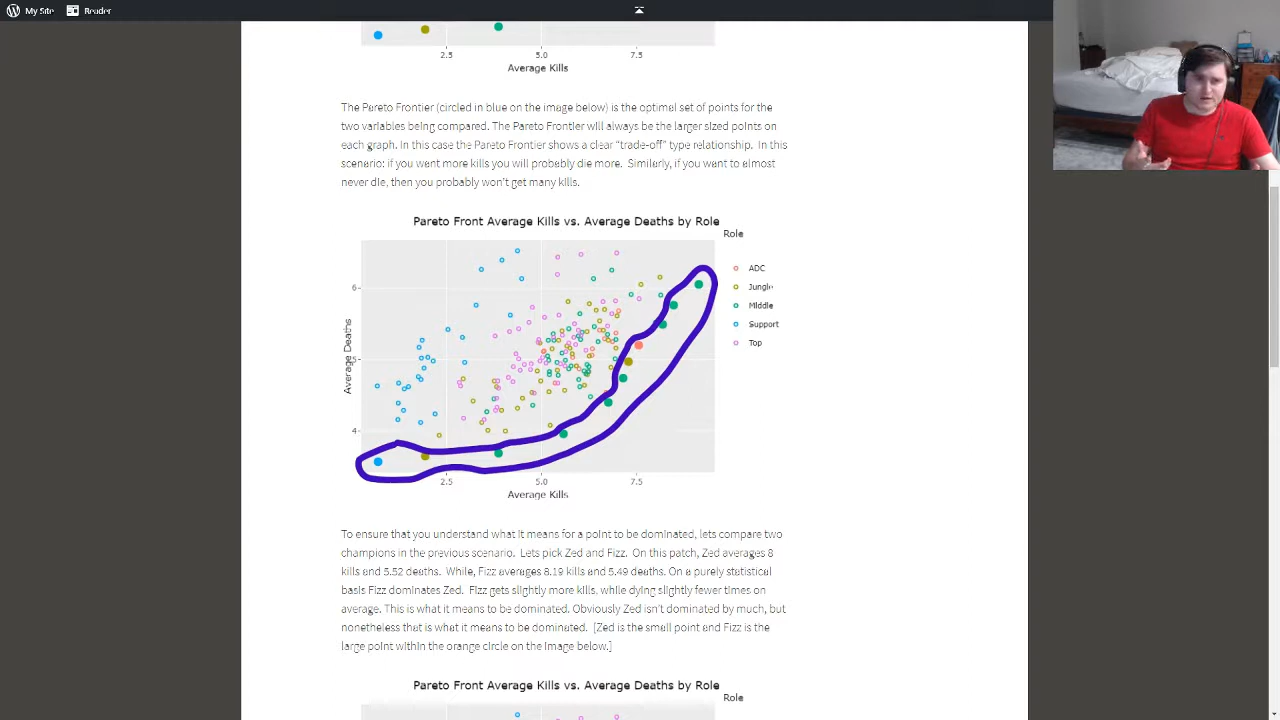 My Site
Reader
2.5 5.0 7.5
Average Kills
The Pareto Frontier (circled in blue on the image below) is the optimal set of points for the
two variables being compared. The Pareto Frontier will always be the larger sized points on
each graph. In this case the Pareto Frontier shows a clear “trade-off” type relationship. In this
scenario: if you want more kills you will probably die more. Similarly, if you want to almost
never die, then you probably won’t get many kills.
Pareto Front Average Kills vs. Average Deaths by Role
Role
ADC
Jungle
Middle
Support
Top
6
5
4
Average Deaths
2.5 5.0 7.5
Average Kills
To ensure that you understand what it means for a point to be dominated, lets compare two
champions in the previous scenario. Lets pick Zed and Fizz. On this patch, Zed averages 8
kills and 5.52 deaths. While, Fizz averages 8.19 kills and 5.49 deaths. On a purely statistical
basis Fizz dominates Zed. Fizz gets slightly more kills, while dying slightly fewer times on
average. This is what it means to be dominated. Obviously Zed isn’t dominated by much, but
nonetheless that is what it means to be dominated. [Zed is the small point and Fizz is the
large point within the orange circle on the image below.]
Pareto Front Average Kills vs. Average Deaths by Role
Role